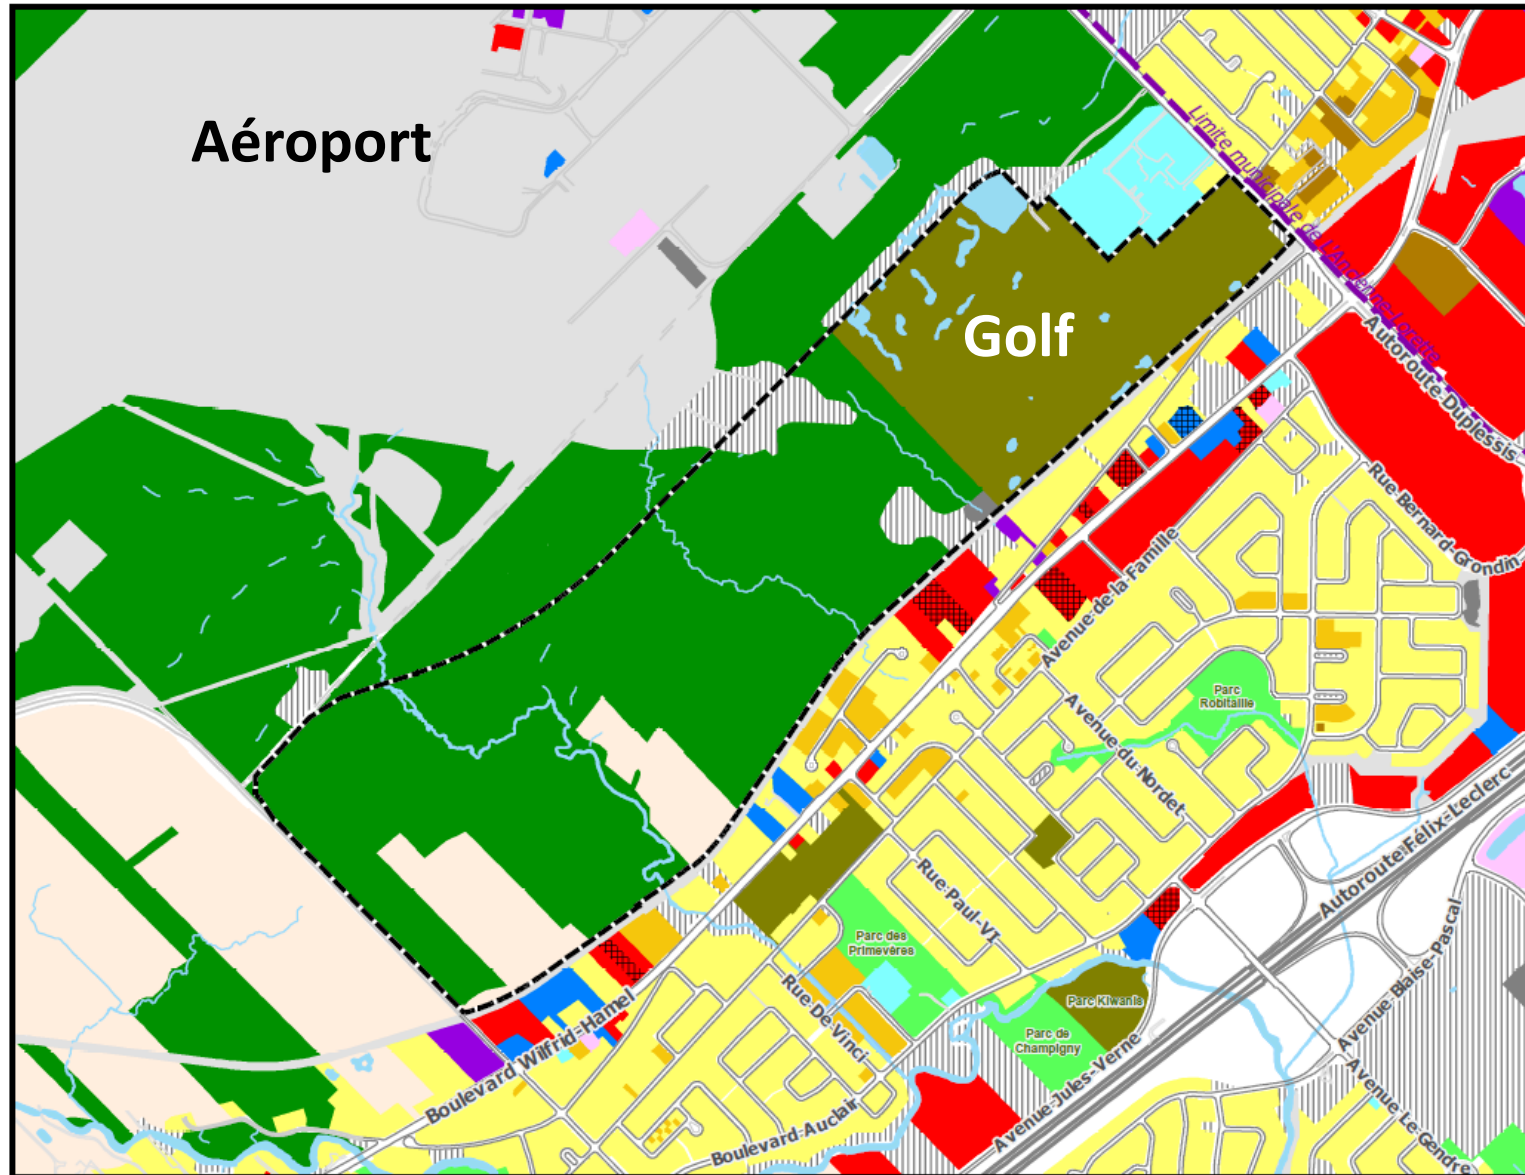 Aéroport
Limite municipale de L'Ancienne-Lorette
Golf
Autoroute-Duplessis
Rue-Bernard-Grondin
Avenue-de-la-Famille
Parc
Robitaille
Avenue-du-Nordet
Autoroute-Félix-Leclerc
Rue-Paul-VI
Parc des
Primevères
Avenue-Blaise-Pascal
Rue-De-Vinci
Parc Kiwanis
Boulevard-Wilfrid-Hamel
Parc de
Champigny
Avenue-Jules-Verne
Avenue-Le-Gendre
Boulevard-Auclair